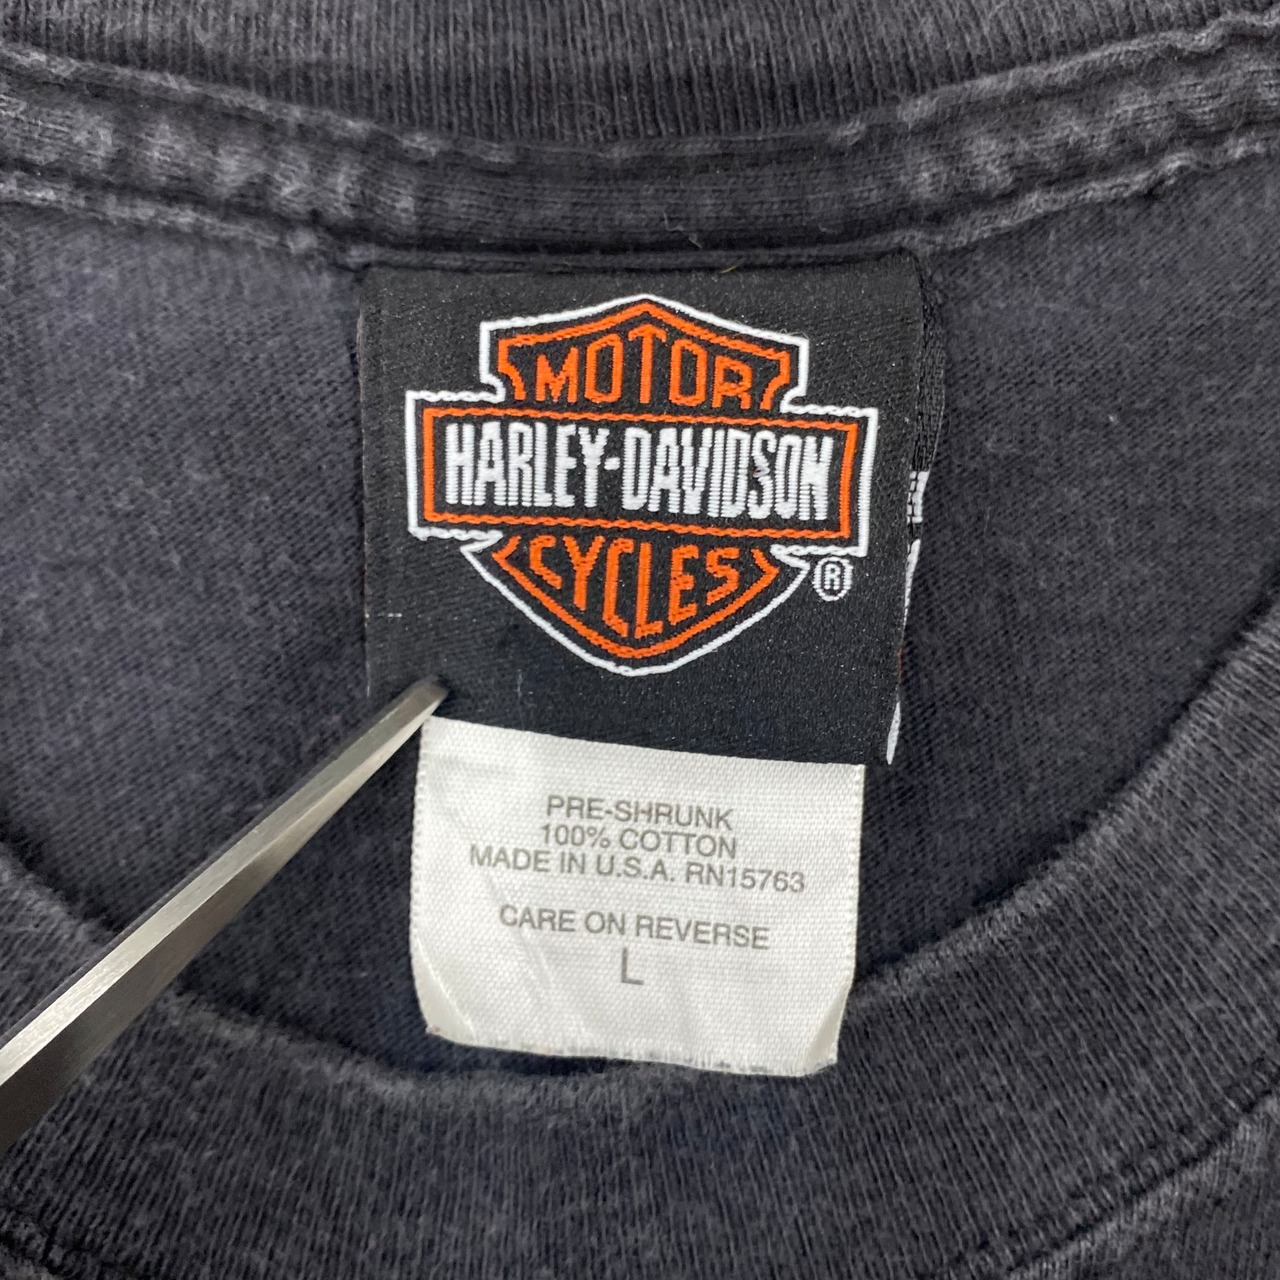 MOTOR
HARLEY-DAVIDSON
CYCLES
®
PRE-SHRUNK
100% COTTON
MADE IN U.S.A. RN15763
CARE ON REVERSE
L